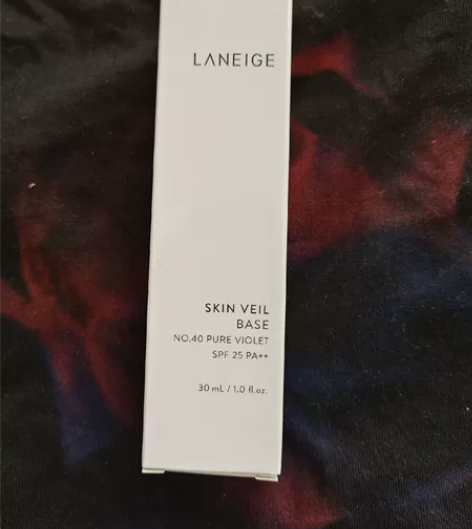 LANEIGE
SKIN VEIL
BASE
NO.40 PURE VIOLET
SPF 25 PA++
30 mL / 1.0 fl.oz.